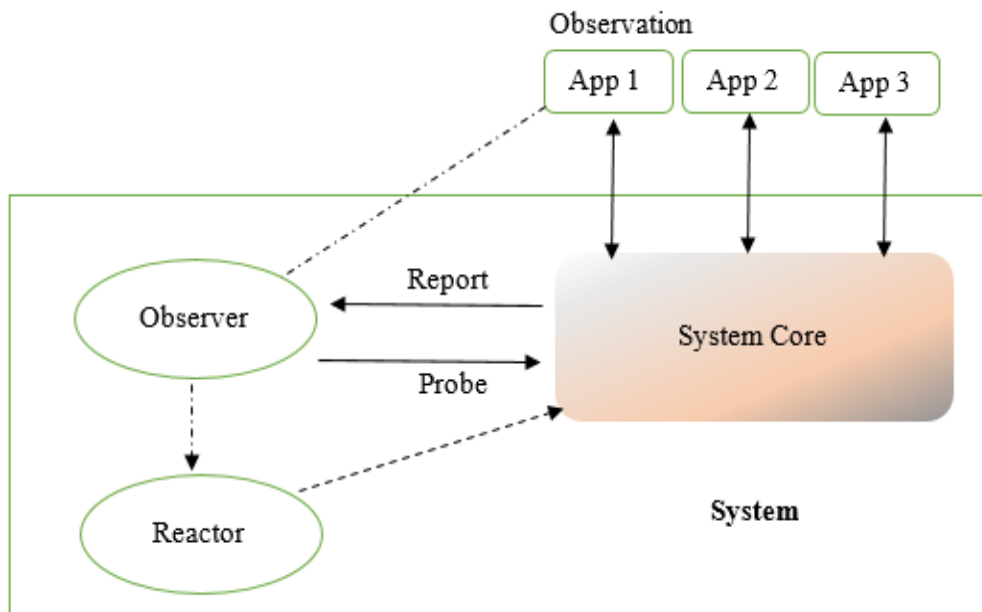 Observation
App 1
App 2
App 3
Report
Observer
System Core
Probe
System
Reactor